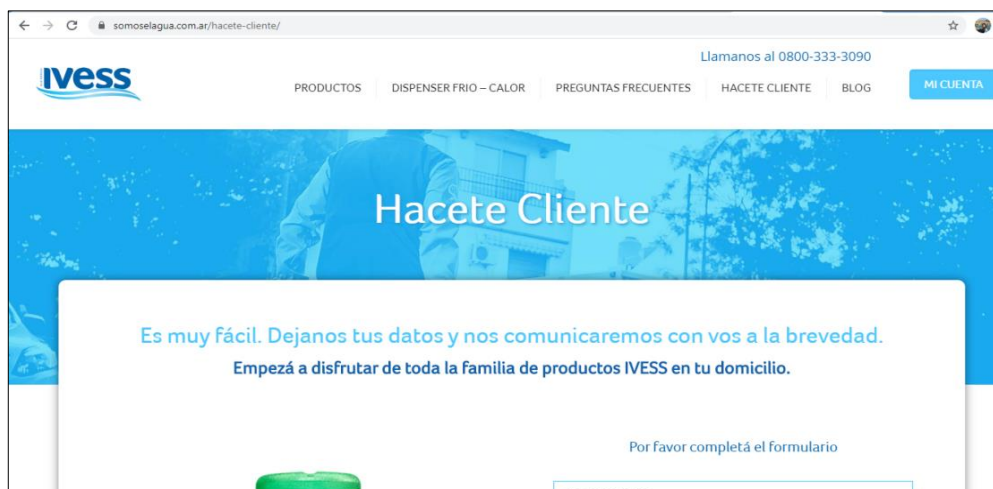 somoselagua.com.ar/hacete-cliente/
Llamanos al 0800-333-3090
ivess
PRODUCTOS DISPENSER FRIO – CALOR PREGUNTAS FRECUENTES HACETE CLIENTE BLOG MI CUENTA
Hacete Cliente
Es muy fácil. Dejanos tus datos y nos comunicaremos con vos a la brevedad.
Empezá a disfrutar de toda la familia de productos IVESS en tu domicilio.
Por favor completá el formulario